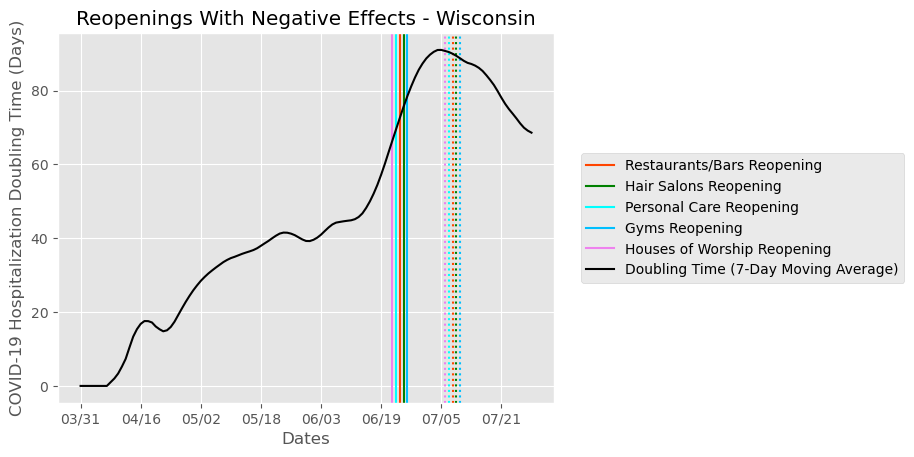 Reopenings With Negative Effects - Wisconsin
COVID-19 Hospitalization Doubling Time (Days)
80
60
40
20
0
03/31 04/16 05/02 05/18 06/03 06/19 07/05 07/21
Dates
Restaurants/Bars Reopening
Hair Salons Reopening
Personal Care Reopening
Gyms Reopening
Houses of Worship Reopening
Doubling Time (7-Day Moving Average)